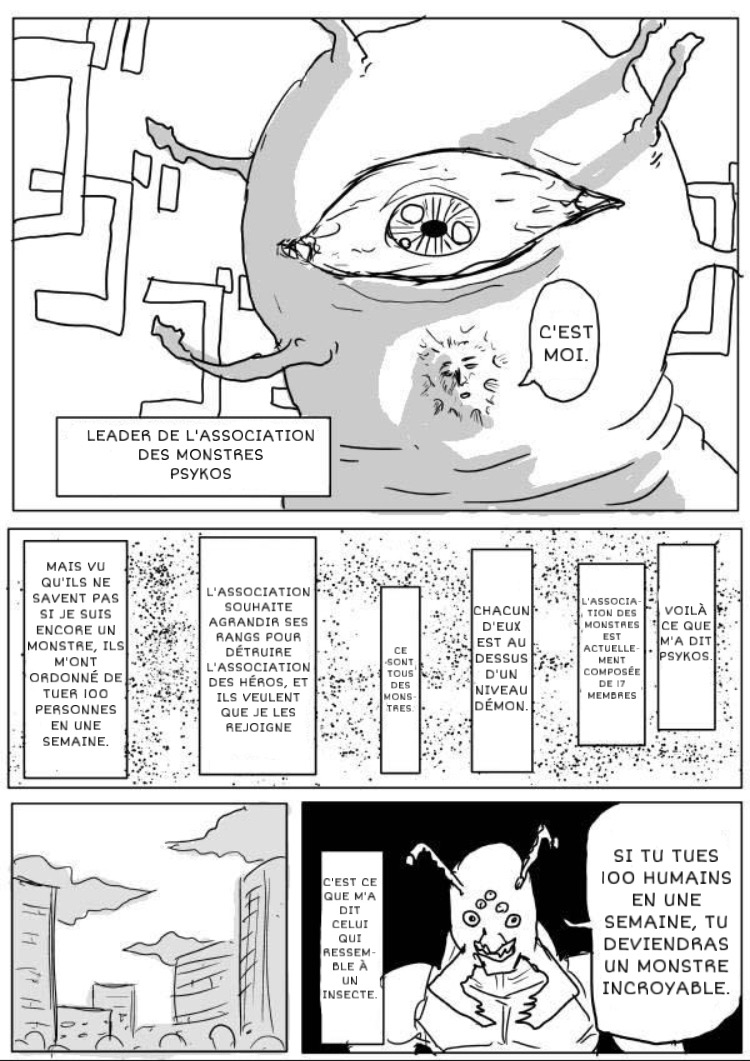 C'EST
MOI.
LEADER DE L'ASSOCIATION
DES MONSTRES
PSYKOS
VOILÀ
CE QUE
M'A DIT
PSYKOS.
L'ASSOCIA-
TION DES
MONSTRES
EST
ACTUELLE-
MENT
COMPOSÉE
DE 17
MEMBRES
CHACUN
D'EUX
EST AU
DESSUS
D'UN
NIVEAU
DÉMON.
CE
-SONT
TOUS
DES
MONS-
TRES.
L'ASSOCIATION
SOUHAITE
AGRANDIR SES
RANGS POUR
DÉTRUIRE
L'ASSOCIATION
DES HÉROS, ET
ILS VEULENT
QUE JE LES
REJOIGNE
MAIS VU
QU'ILS NE
SAVENT PAS
SI JE SUIS
ENCORE UN
MONSTRE, ILS
M'ONT
ORDONNÉ DE
TUER 100
PERSONNES
EN UNE
SEMAINE.
SI TU TUES
100 HUMAINS
EN UNE
SEMAINE, TU
DEVIENDRAS
UN MONSTRE
INCROYABLE.
C'EST CE
QUE M'A
DIT
CELUI
QUI
RESSEM-
BLE À
UN
INSECTE.